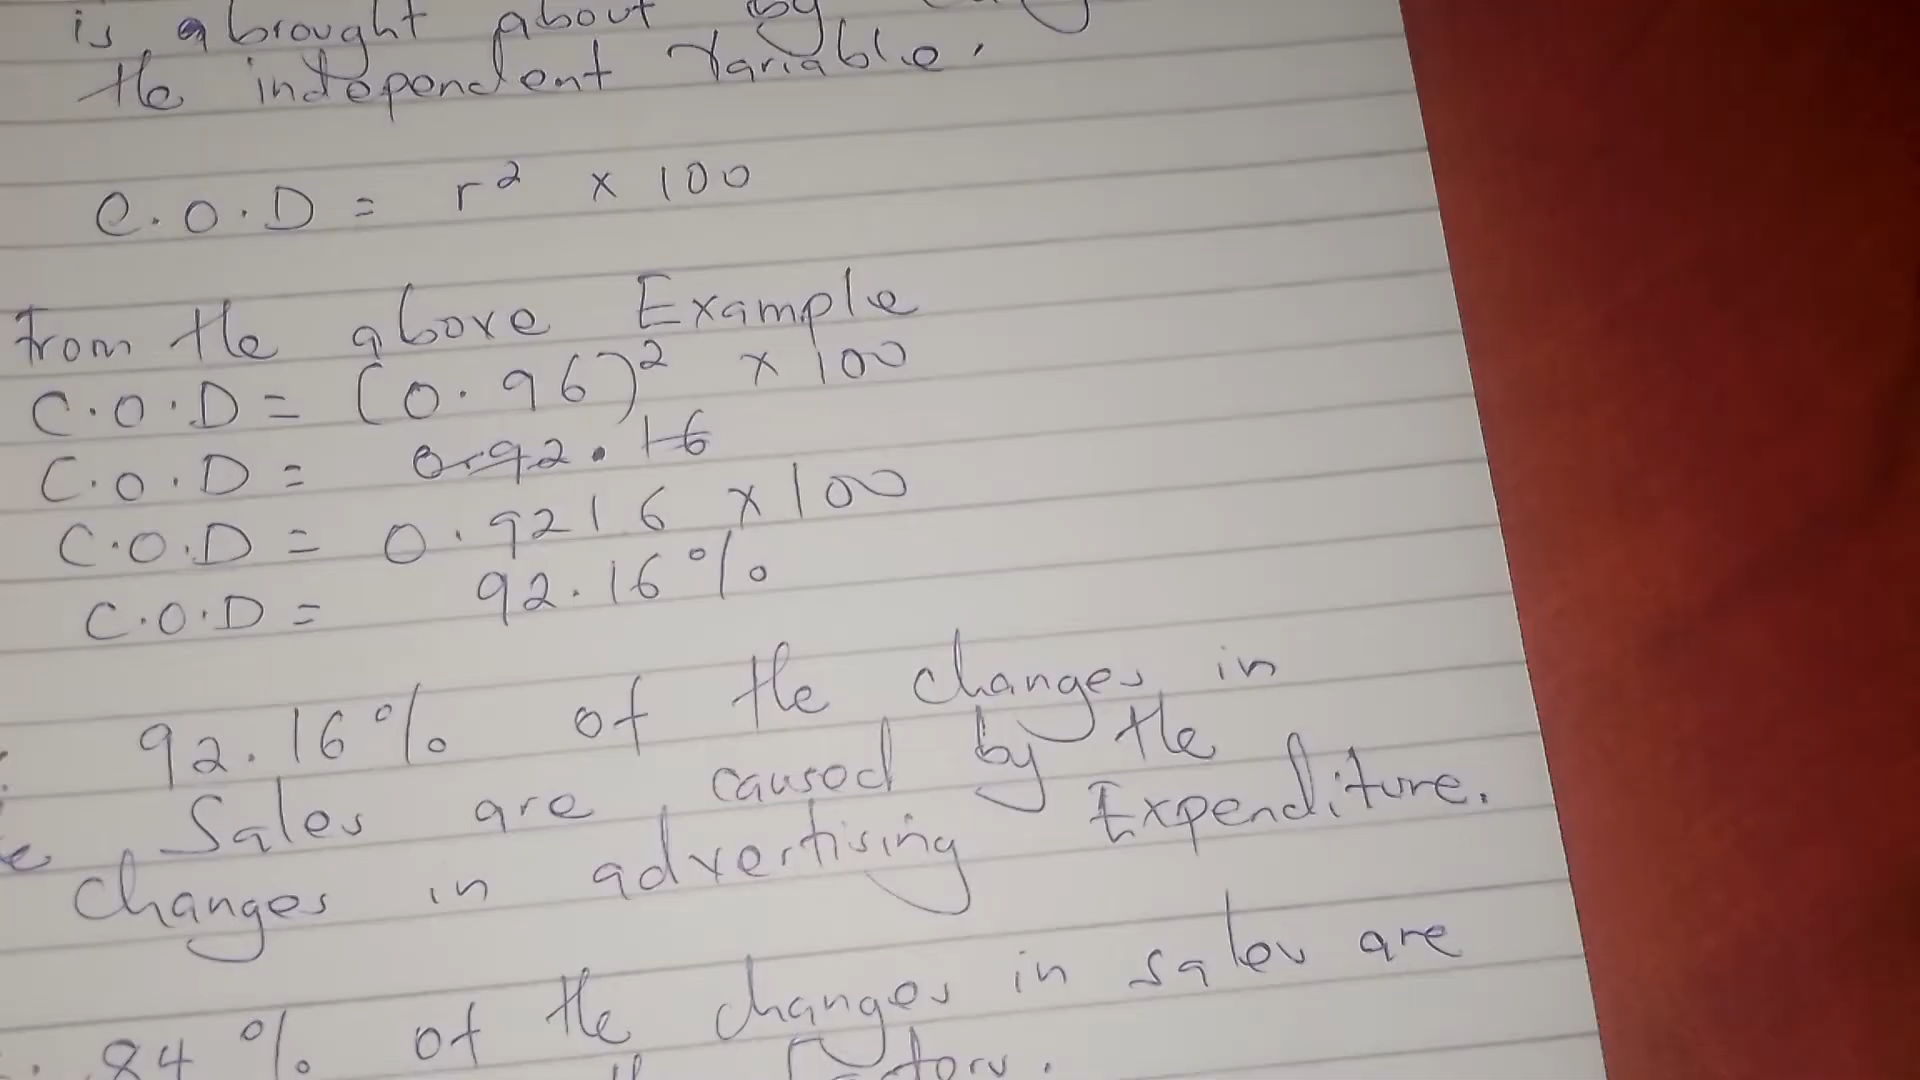 is brought about by
the independent Variable.
C.O.D = r² × 100
From the above Example
C.O.D = (0.96)² × 100
C.O.D = 0.92.16
C.O.D = 0.9216 × 100
C.O.D = 92.16%
92.16% of the changes in
Sales are caused by the
changes in advertising Expenditure.
.84% of the changes in sales are